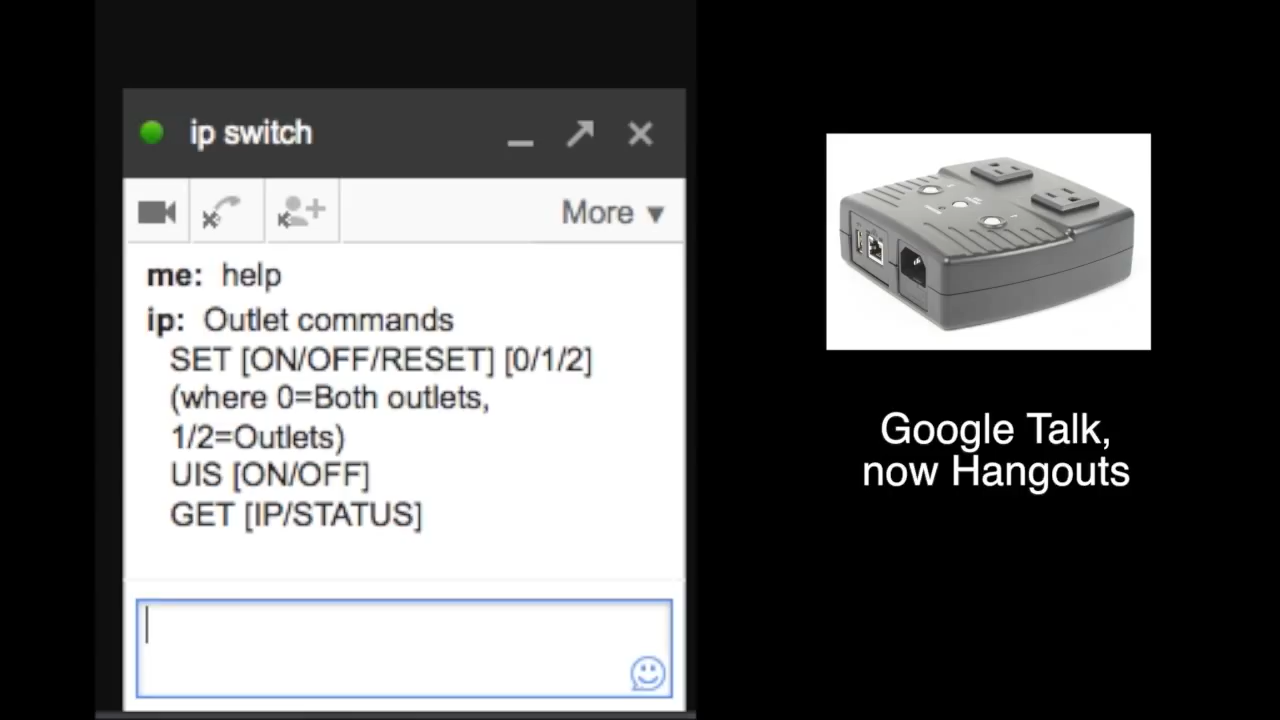 ip switch
More
me: help
ip: Outlet commands
SET [ON/OFF/RESET] [0/1/2]
(where 0=Both outlets,
1/2=Outlets)
UIS [ON/OFF]
GET [IP/STATUS]
Google Talk,
now Hangouts